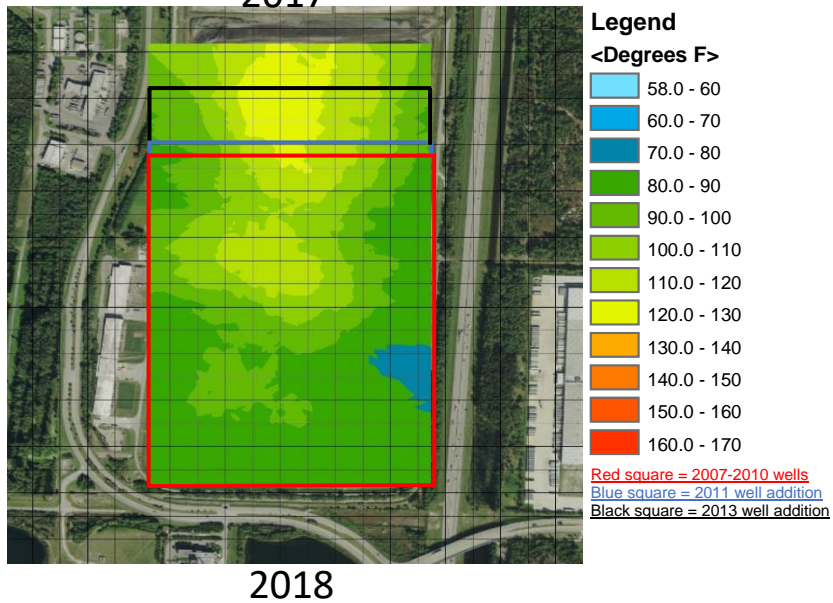 2017
Legend
<Degrees F>
58.0 - 60
60.0 - 70
70.0 - 80
80.0 - 90
90.0 - 100
100.0 - 110
110.0 - 120
120.0 - 130
130.0 - 140
140.0 - 150
150.0 - 160
160.0 - 170
Red square = 2007-2010 wells
Blue square = 2011 well addition
Black square = 2013 well addition
2018